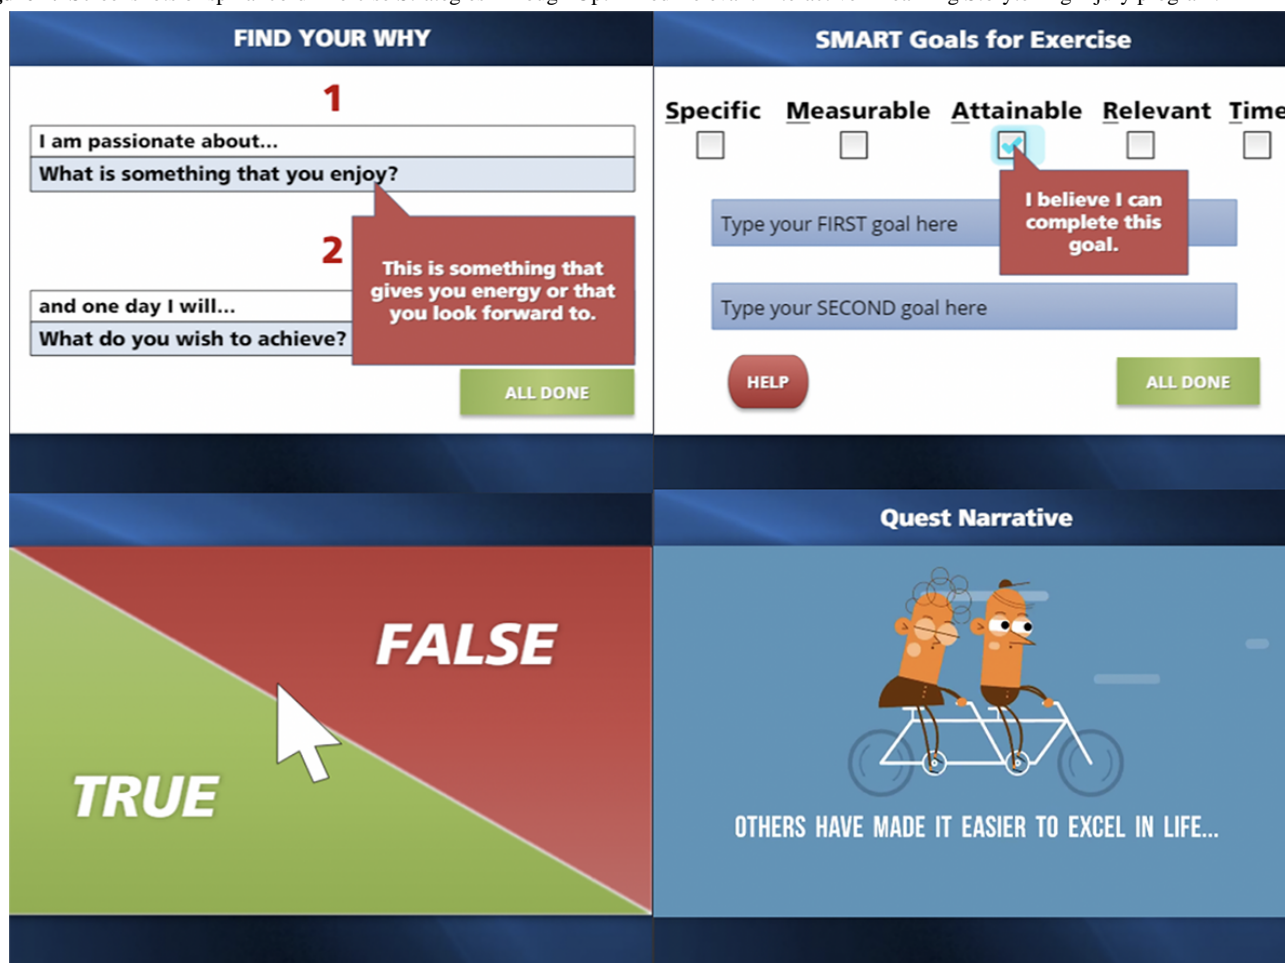 FIND YOUR WHY
1
I am passionate about...
What is something that you enjoy?
This is something that
gives you energy or that
you look forward to.
2
and one day I will...
What do you wish to achieve?
ALL DONE
SMART Goals for Exercise
Specific Measurable Attainable Relevant Time
I believe I can
complete this
goal.
Type your FIRST goal here
Type your SECOND goal here
HELP
ALL DONE
FALSE
TRUE
Quest Narrative
OTHERS HAVE MADE IT EASIER TO EXCEL IN LIFE...